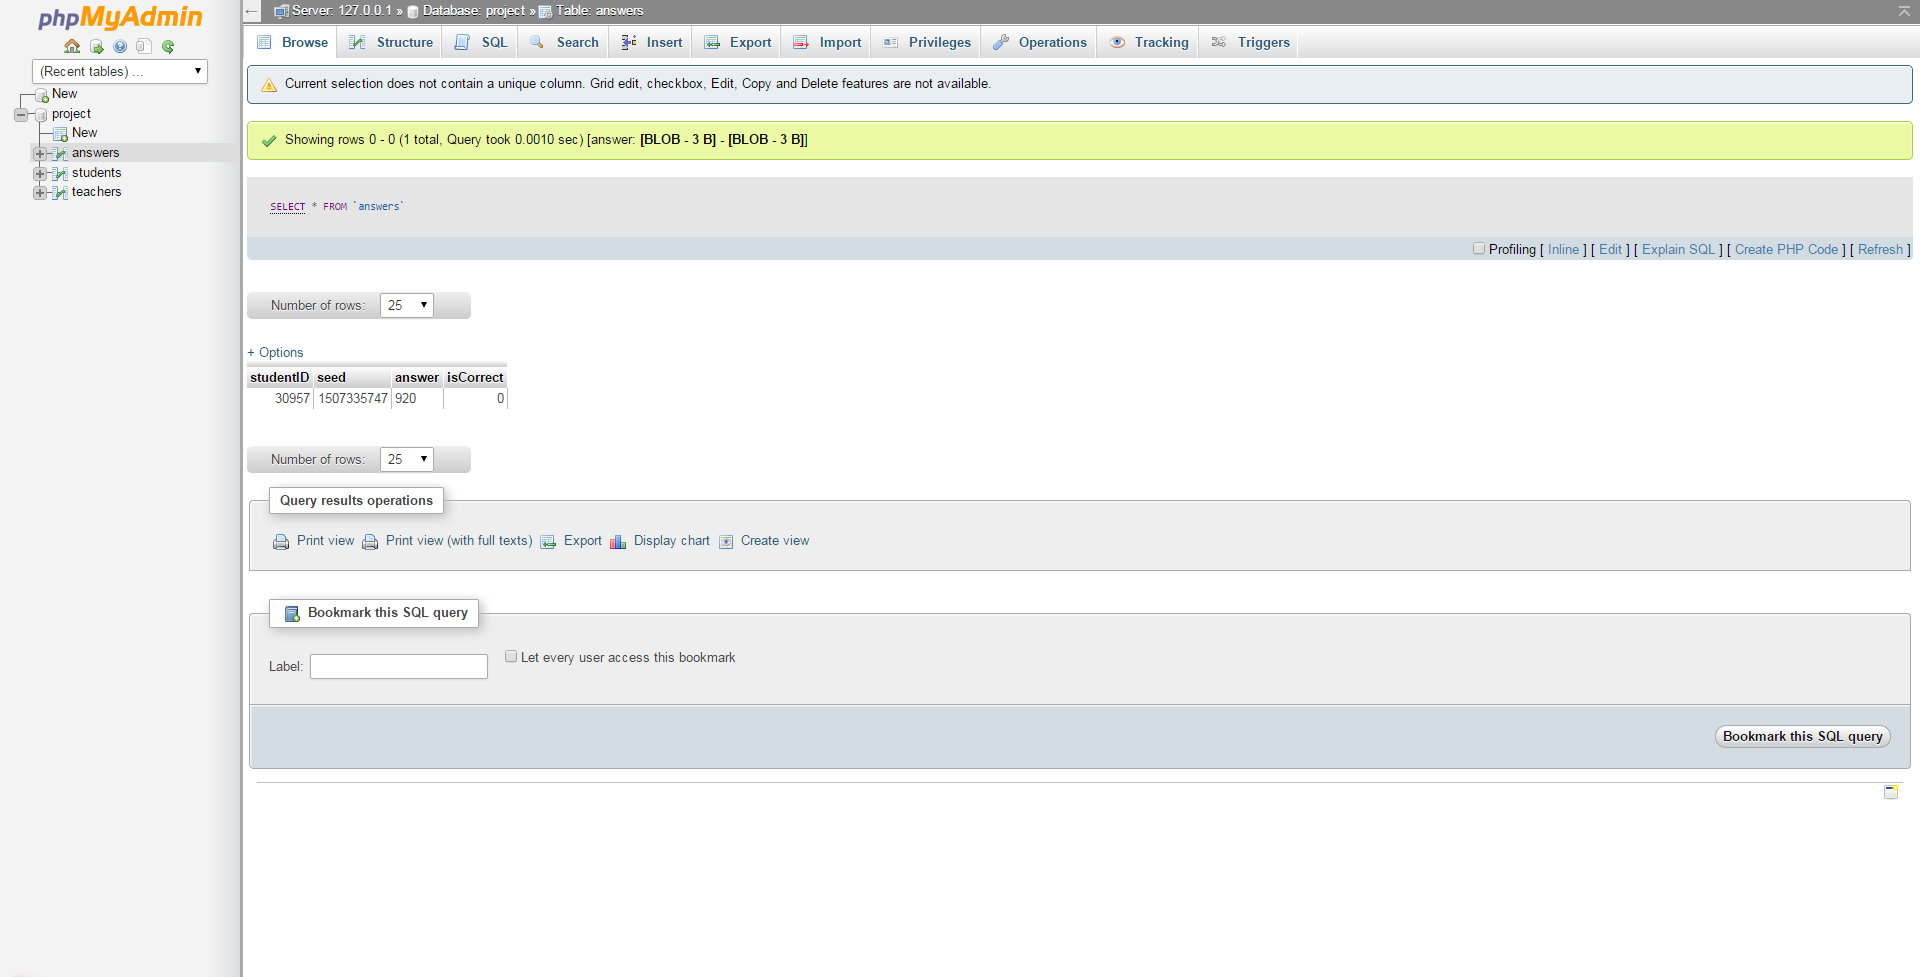 phpMyAdmin
(Recent tables) ...
New
project
New
answers
students
teachers
Server: 127.0.0.1 » Database: project » Table: answers
Browse Structure SQL Search Insert Export Import Privileges Operations Tracking Triggers
Current selection does not contain a unique column. Grid edit, checkbox, Edit, Copy and Delete features are not available.
Showing rows 0 - 0 (1 total, Query took 0.0010 sec) [answer: [BLOB - 3 B] - [BLOB - 3 B]]
SELECT * FROM `answers`
Profiling [ Inline ] [ Edit ] [ Explain SQL ] [ Create PHP Code ] [ Refresh ]
Number of rows: 25
+ Options
studentID seed answer isCorrect
30957 1507335747 920 0
Number of rows: 25
Query results operations
Print view Print view (with full texts) Export Display chart Create view
Bookmark this SQL query
Label: Let every user access this bookmark
Bookmark this SQL query